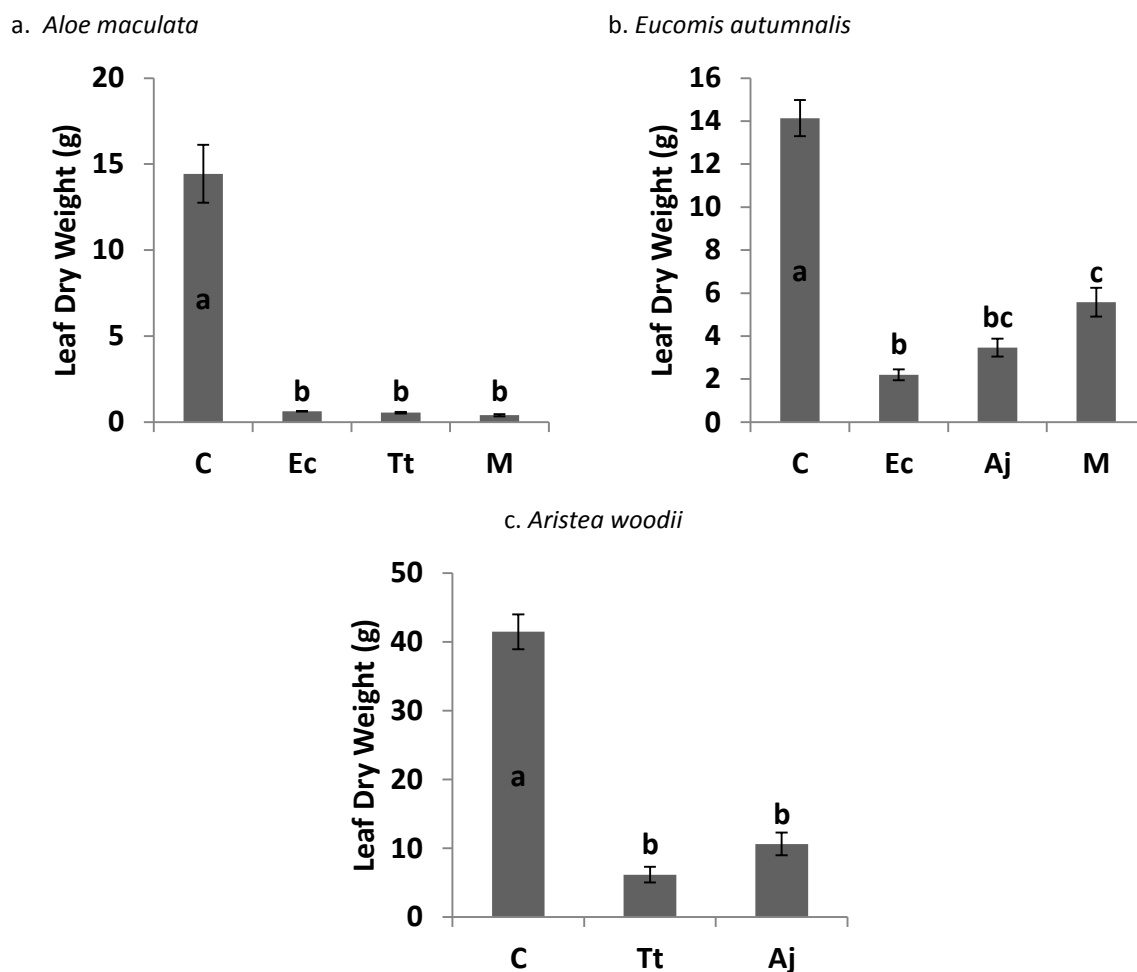 a. Aloe maculata
20
15
10
5
0
Leaf Dry Weight (g)
a
b
b
b
C Ec Tt M
b. Eucomis autumnalis
16
14
12
10
8
6
4
2
0
Leaf Dry Weight (g)
a
b
bc
c
C Ec Aj M
c. Aristea woodii
50
40
30
20
10
0
Leaf Dry Weight (g)
a
b
b
C Tt Aj